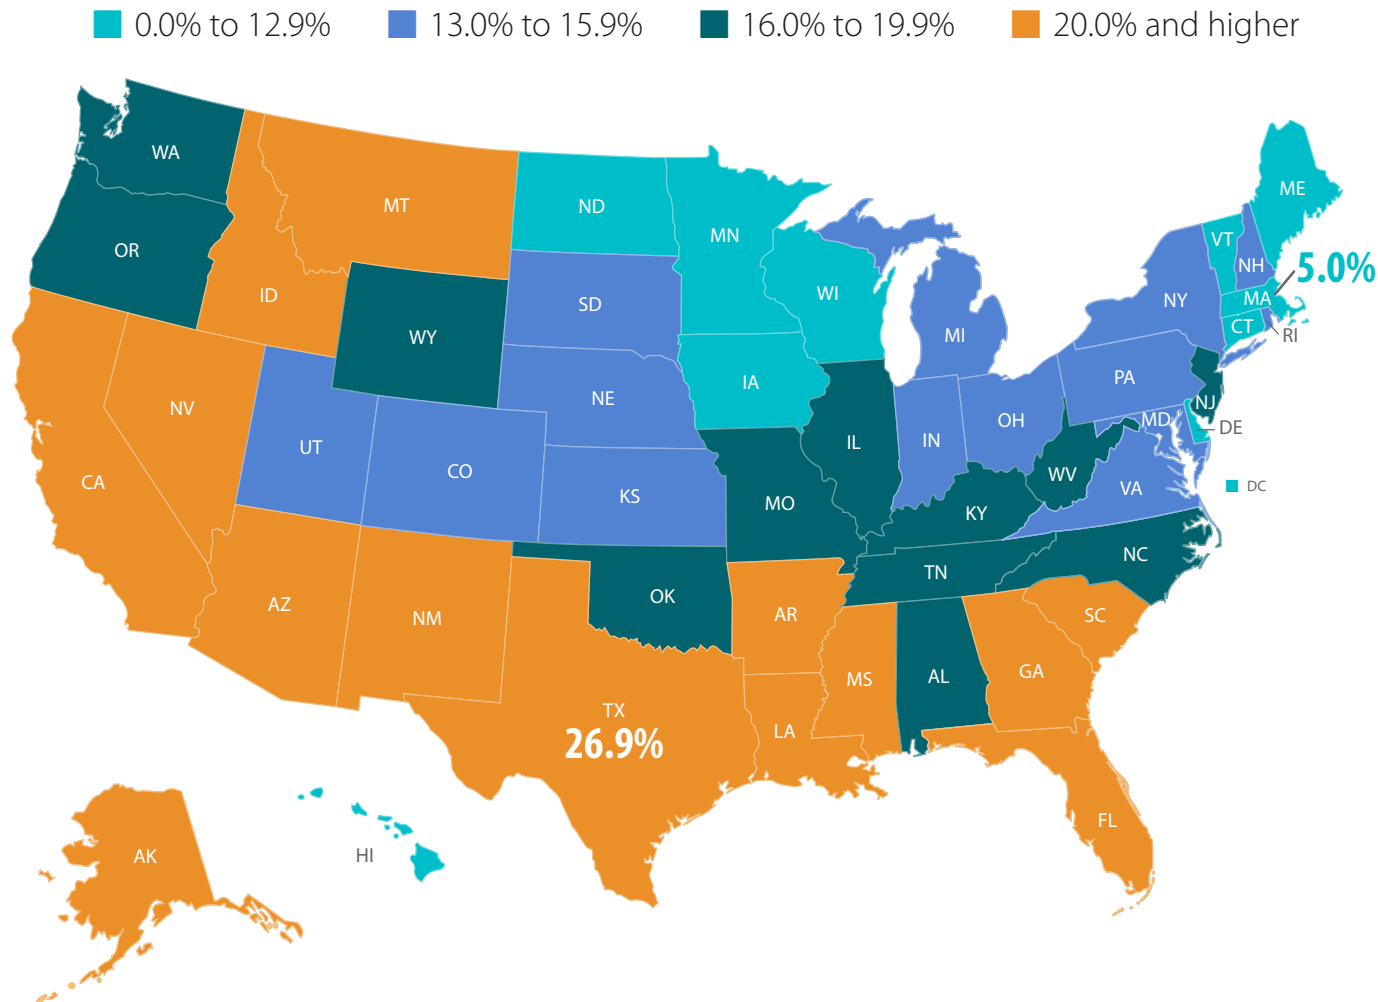 0.0% to 12.9% 13.0% to 15.9% 16.0% to 19.9% 20.0% and higher
WA
ME
MT
ND
MN
VT
OR
NH
5.0%
ID
SD
WI
NY
MA
CT
RI
WY
MI
PA
IA
NE
NV
NJ
OH
MD
DE
UT
IN
IL
CO
WV
CA
KS
VA
DC
MO
KY
NC
TN
AZ
OK
NM
AR
SC
GA
AL
MS
TX
26.9%
LA
FL
HI
AK